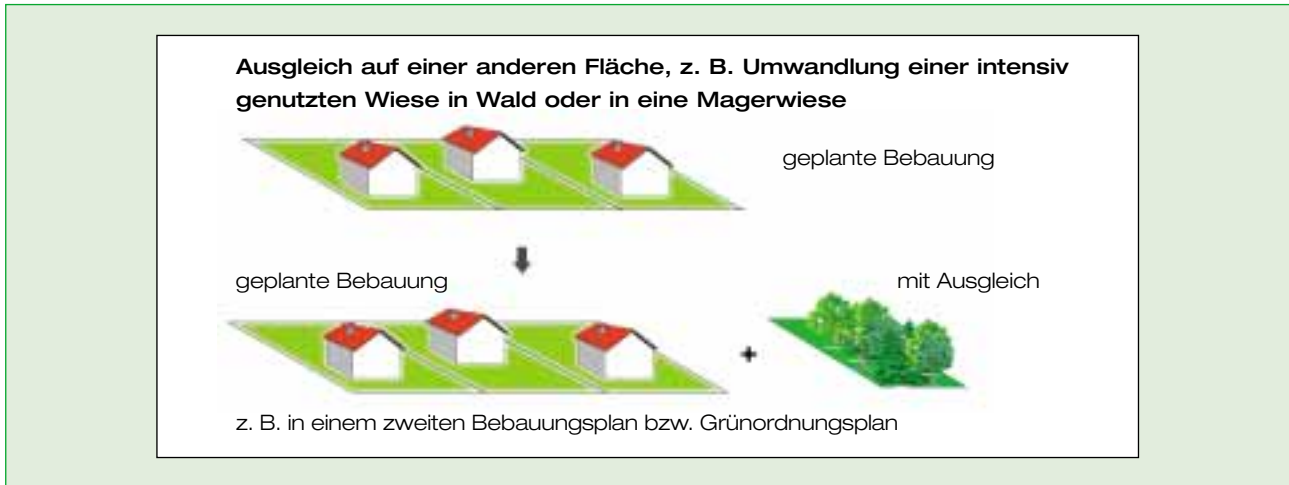 Ausgleich auf einer anderen Fläche, z. B. Umwandlung einer intensiv
genutzten Wiese in Wald oder in eine Magerwiese
geplante Bebauung
geplante Bebauung
mit Ausgleich
+
z. B. in einem zweiten Bebauungsplan bzw. Grünordnungsplan